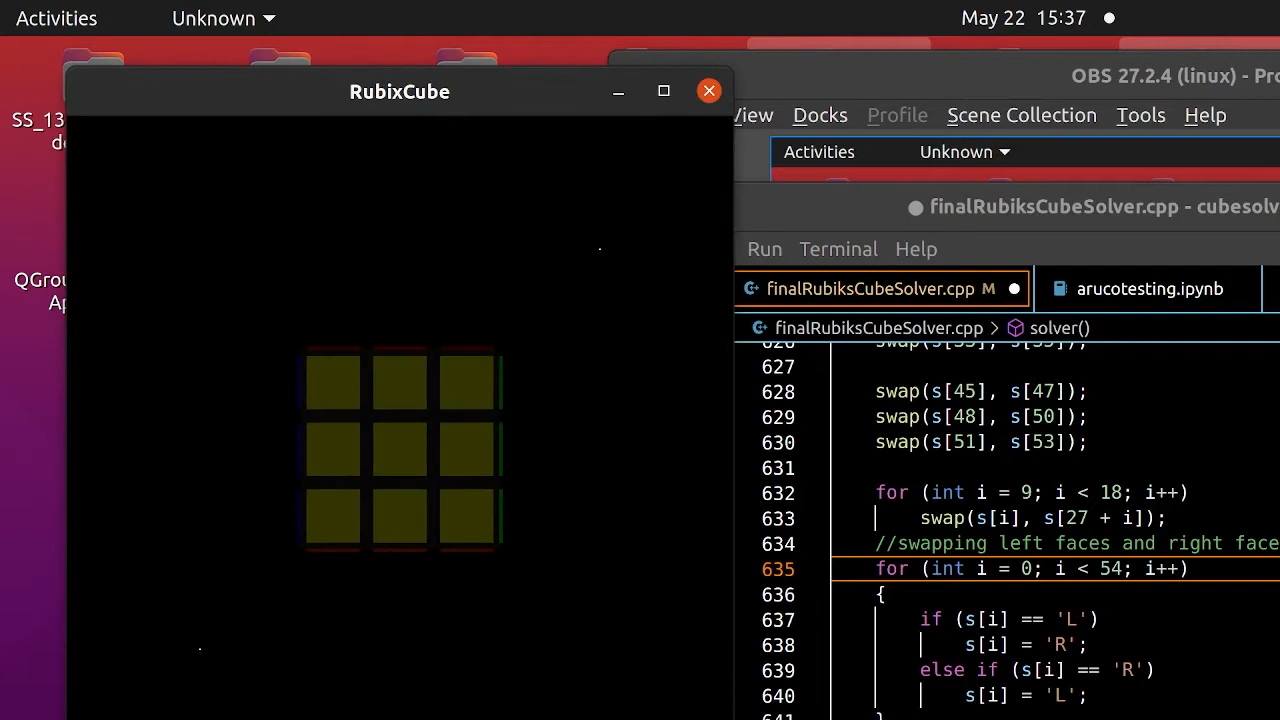 Activities Unknown May 22 15:37
RubixCube
SS_13
de
QGrou
Ap
OBS 27.2.4 (linux) - Pro
View Docks Profile Scene Collection Tools Help
Activities Unknown
finalRubiksCubeSolver.cpp - cubesolv
Run Terminal Help
finalRubiksCubeSolver.cpp M arucotesting.ipynb
finalRubiksCubeSolver.cpp > solver()
627
628 swap(s[45], s[47]);
629 swap(s[48], s[50]);
630 swap(s[51], s[53]);
631
632 for (int i = 9; i < 18; i++)
633 swap(s[i], s[27 + i]);
634 //swapping left faces and right face
635 for (int i = 0; i < 54; i++)
636 {
637 if (s[i] == 'L')
638 s[i] = 'R';
639 else if (s[i] == 'R')
640 s[i] = 'L';